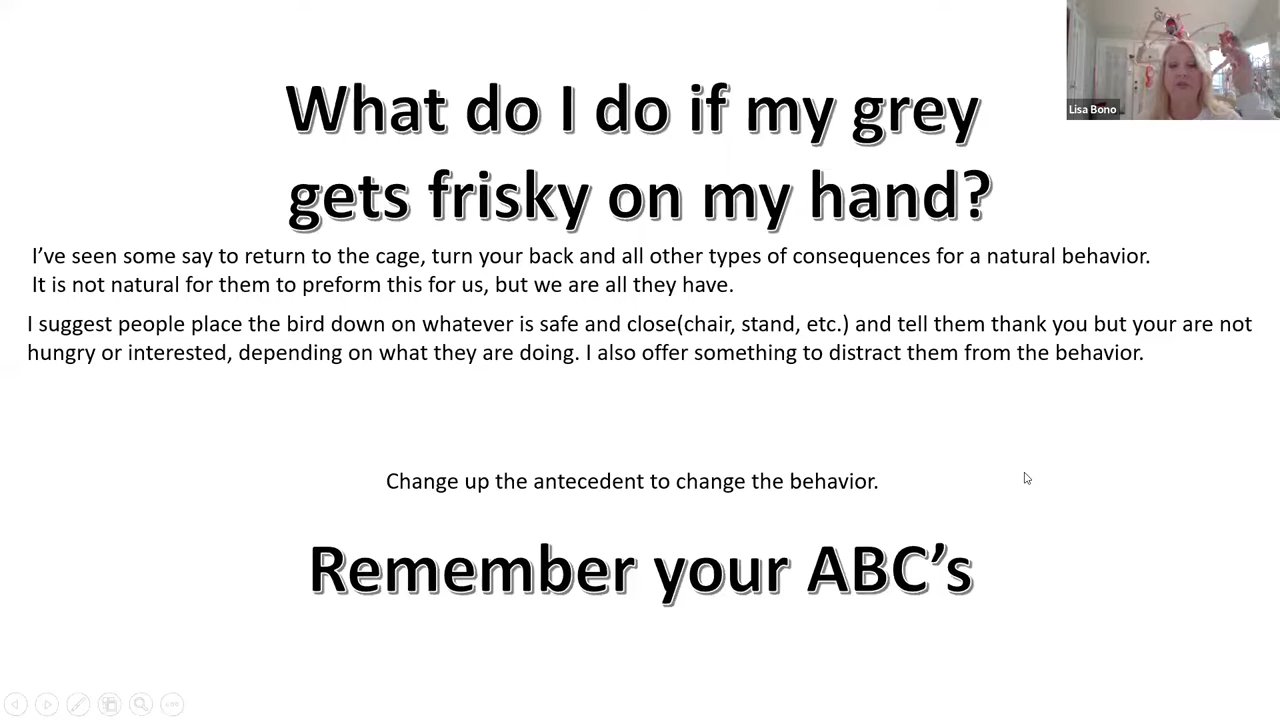 Lisa Bono
What do I do if my grey
gets frisky on my hand?
I’ve seen some say to return to the cage, turn your back and all other types of consequences for a natural behavior.
It is not natural for them to preform this for us, but we are all they have.
I suggest people place the bird down on whatever is safe and close(chair, stand, etc.) and tell them thank you but your are not
hungry or interested, depending on what they are doing. I also offer something to distract them from the behavior.
Change up the antecedent to change the behavior.
Remember your ABC’s